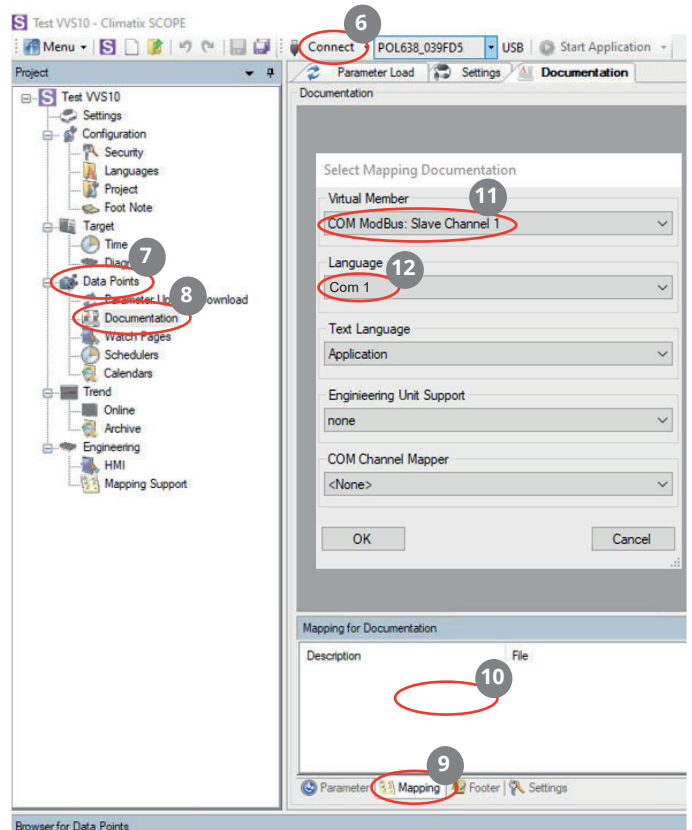 Test VVS10 - Climatix SCOPE
6
Menu
S
Connect
POL638_039FD5
USB
Start Application
Project
Parameter Load
Settings
Documentation
Test VVS10
Settings
Configuration
Security
Languages
Project
Foot Note
Target
Time
7
Data Points
8
Documentation
Watch Pages
Schedulers
Calendars
Trend
Online
Archive
Engineering
HMI
Mapping Support
Documentation
Select Mapping Documentation
Virtual Member
11
COM ModBus: Slave Channel 1
Language
12
Com 1
Text Language
Application
Enginieering Unit Support
none
COM Channel Mapper
<None>
OK
Cancel
Mapping for Documentation
Description
File
10
9
Parameter
Mapping
Footer
Settings
Browser for Data Points